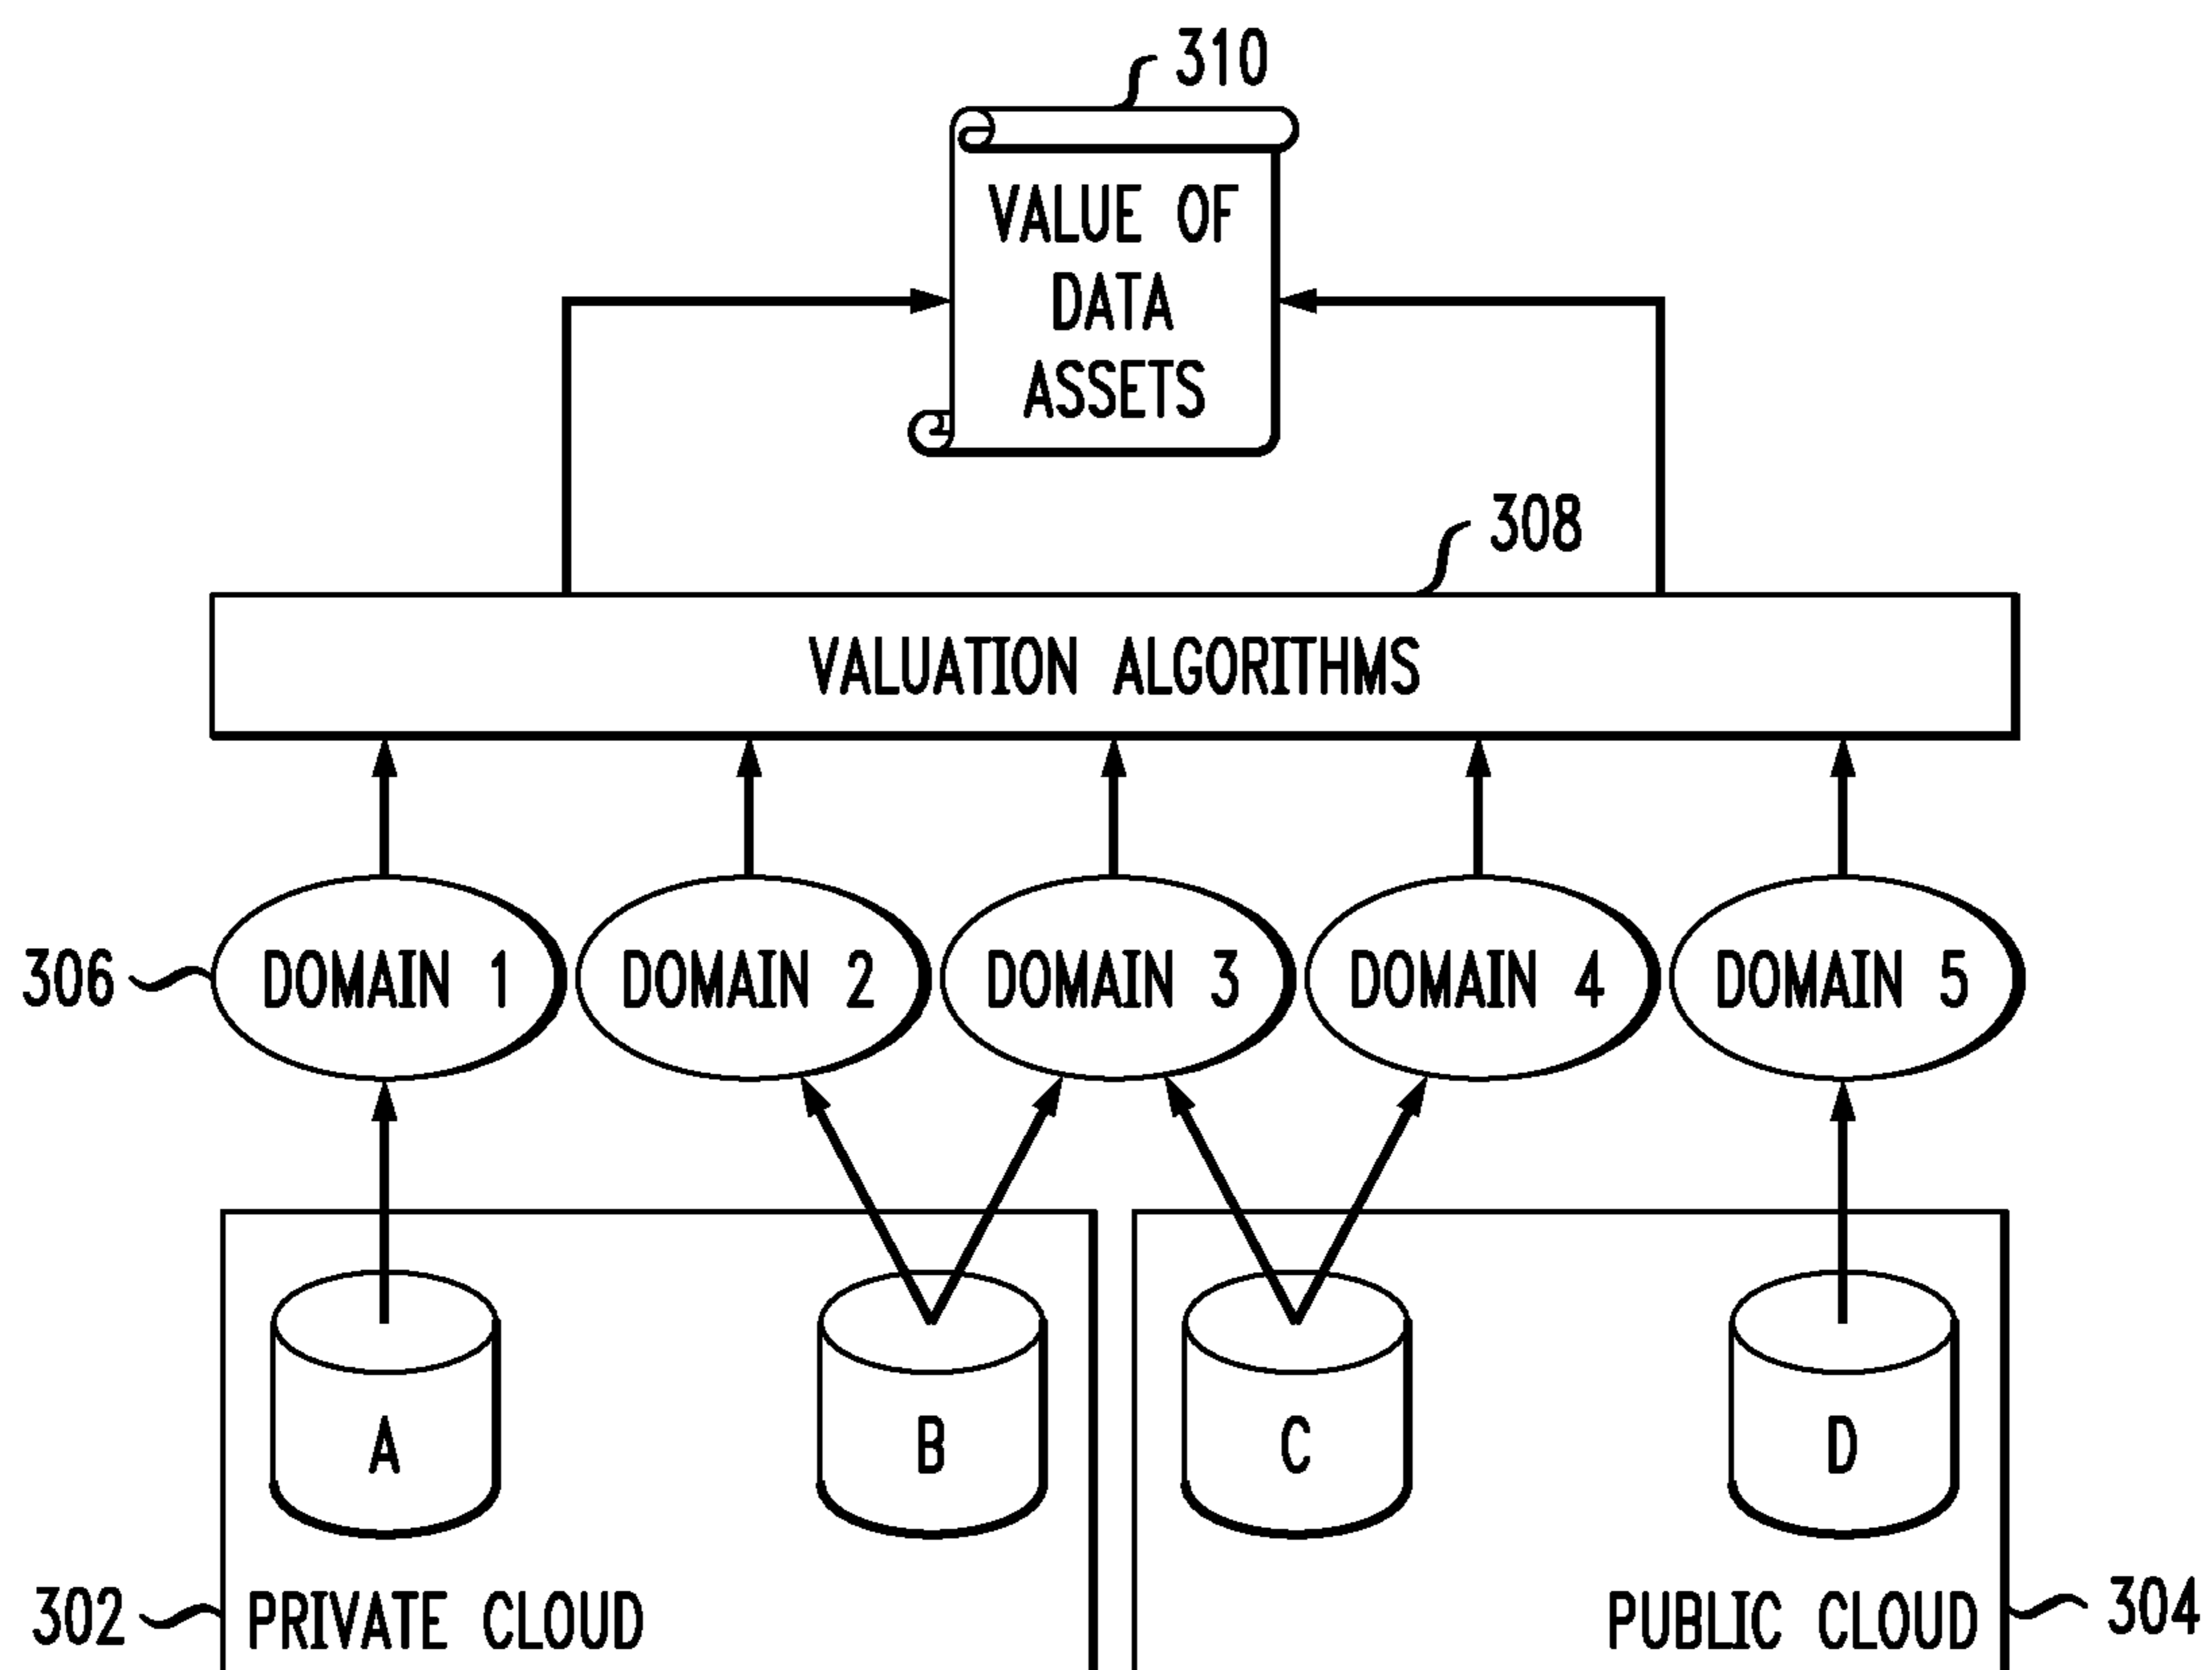 310
VALUE OF
DATA
ASSETS
308
VALUATION ALGORITHMS
306
DOMAIN 1
DOMAIN 2
DOMAIN 3
DOMAIN 4
DOMAIN 5
A
B
C
D
302
PRIVATE CLOUD
PUBLIC CLOUD
304